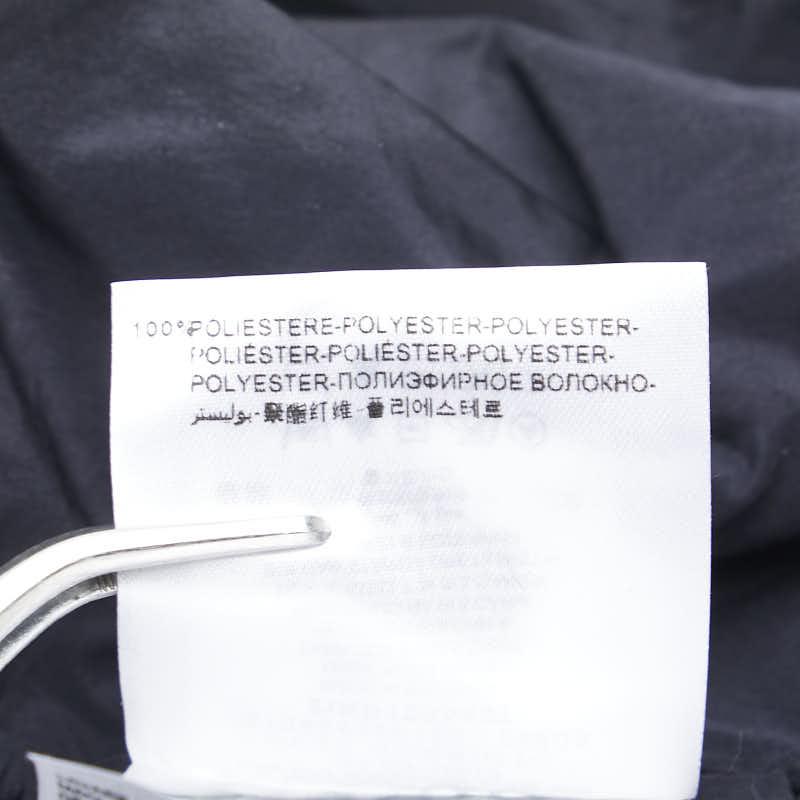 100% POLIESTERE-POLYESTER-POLYESTER-
POLIÉSTER-POLIÉSTER-POLYESTER-
POLYESTER-ПОЛИЭФИРНОЕ ВОЛОКНО-
بوليستر-聚酯纤维-폴리에스테르